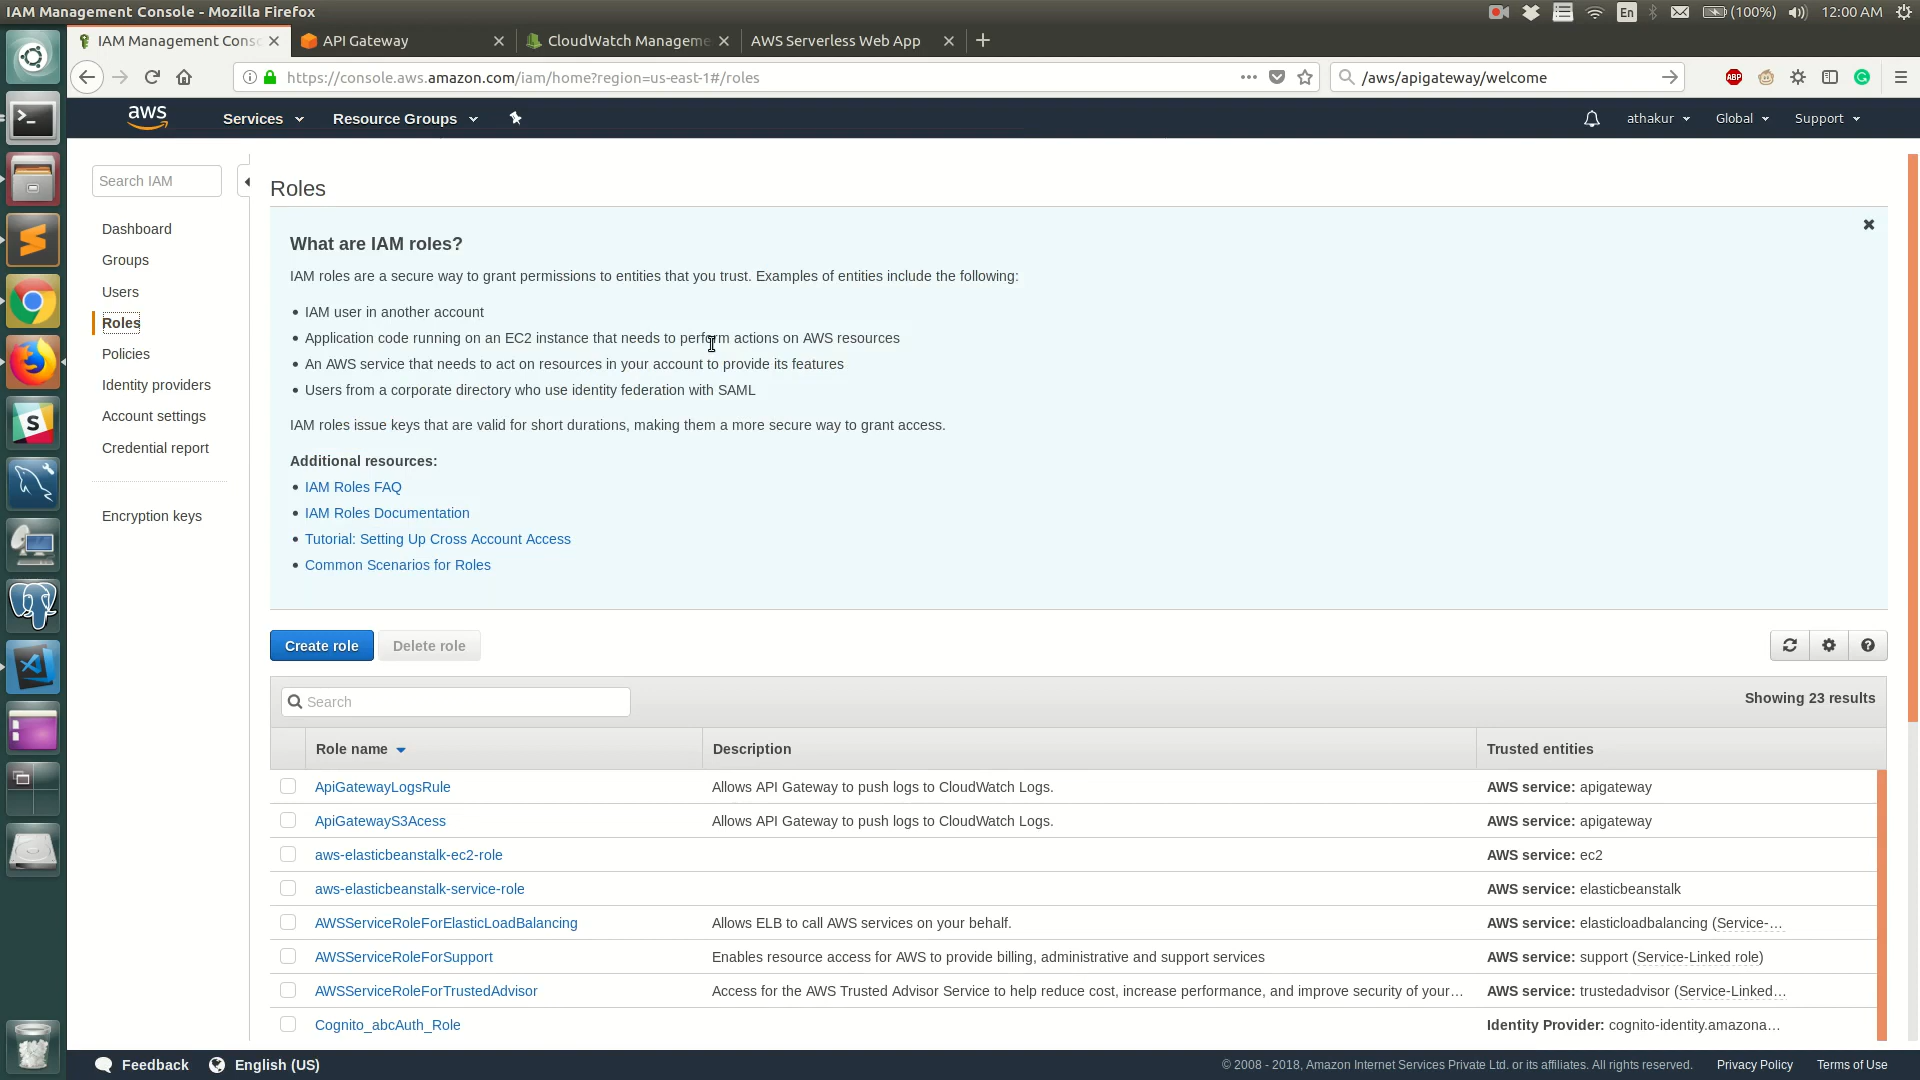 IAM Management Console - Mozilla Firefox
En
(100%)
12:00 AM
IAM Management Consc
API Gateway
CloudWatch Manageme
AWS Serverless Web App
https://console.aws.amazon.com/iam/home?region=us-east-1#/roles
/aws/apigateway/welcome
ABP
aws
Services
Resource Groups
athakur
Global
Support
Search IAM
Dashboard
Groups
Users
Roles
Policies
Identity providers
Account settings
Credential report
Encryption keys
Roles
What are IAM roles?
IAM roles are a secure way to grant permissions to entities that you trust. Examples of entities include the following:
• IAM user in another account
• Application code running on an EC2 instance that needs to perform actions on AWS resources
• An AWS service that needs to act on resources in your account to provide its features
• Users from a corporate directory who use identity federation with SAML
IAM roles issue keys that are valid for short durations, making them a more secure way to grant access.
Additional resources:
• IAM Roles FAQ
• IAM Roles Documentation
• Tutorial: Setting Up Cross Account Access
• Common Scenarios for Roles
Create role
Delete role
Search
Showing 23 results
Role name
Description
Trusted entities
ApiGatewayLogsRule
Allows API Gateway to push logs to CloudWatch Logs.
AWS service: apigateway
ApiGatewayS3Acess
Allows API Gateway to push logs to CloudWatch Logs.
AWS service: apigateway
aws-elasticbeanstalk-ec2-role
AWS service: ec2
aws-elasticbeanstalk-service-role
AWS service: elasticbeanstalk
AWSServiceRoleForElasticLoadBalancing
Allows ELB to call AWS services on your behalf.
AWS service: elasticloadbalancing (Service-…
AWSServiceRoleForSupport
Enables resource access for AWS to provide billing, administrative and support services
AWS service: support (Service-Linked role)
AWSServiceRoleForTrustedAdvisor
Access for the AWS Trusted Advisor Service to help reduce cost, increase performance, and improve security of your…
AWS service: trustedadvisor (Service-Linked…
Cognito_abcAuth_Role
Identity Provider: cognito-identity.amazona…
Feedback
English (US)
© 2008 - 2018, Amazon Internet Services Private Ltd. or its affiliates. All rights reserved.
Privacy Policy
Terms of Use